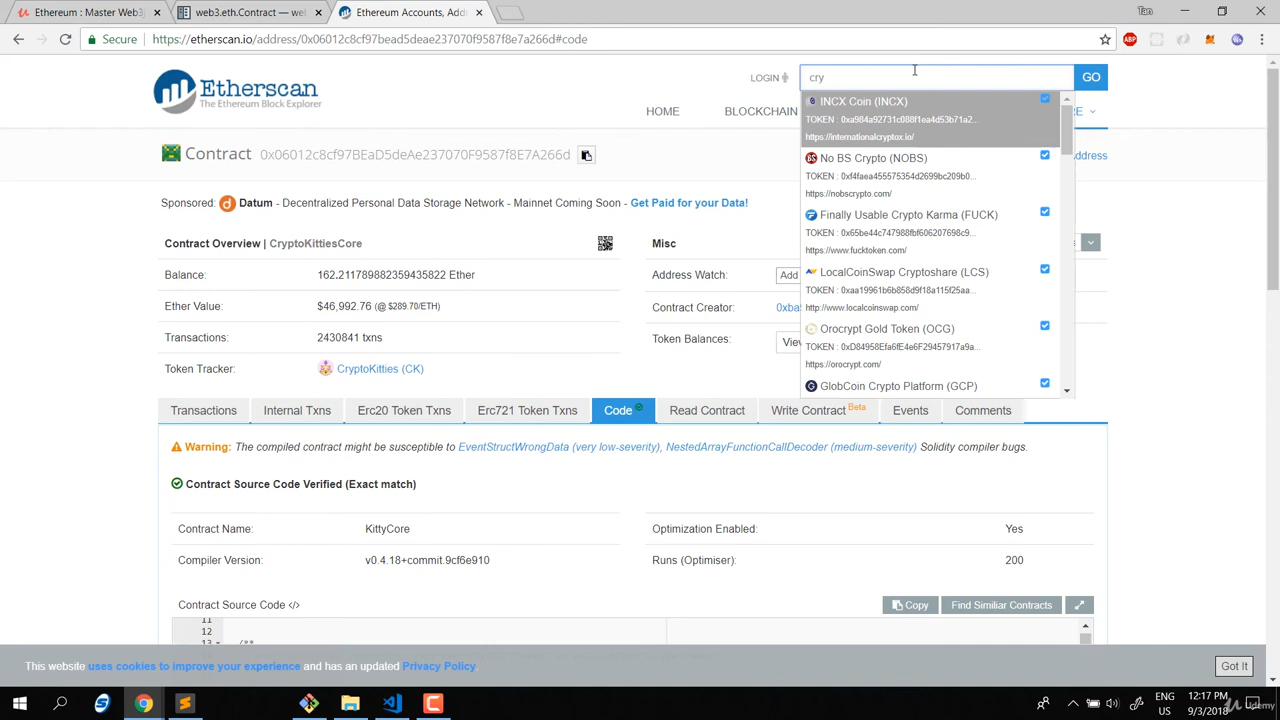 Ethereum : Master Web3j
web3.eth.Contract — web
Ethereum Accounts, Add
Tan
Secure
https://etherscan.io/address/0x06012c8cf97bead5deae237070f9587f8e7a266d#code
Etherscan
The Ethereum Block Explorer
LOGIN
cry
GO
HOME
BLOCKCHAIN
Contract 0x06012c8cf97BEaD5deAe237070F9587f8E7A266d
Sponsored: Datum - Decentralized Personal Data Storage Network - Mainnet Coming Soon - Get Paid for your Data!
INCX Coin (INCX)
TOKEN : 0xa984a92731c088f1ea4d53b71a2...
https://internationalcryptox.io/
No BS Crypto (NOBS)
TOKEN : 0xf4faea455575354d2699bc209b0...
https://nobscrypto.com/
Finally Usable Crypto Karma (FUCK)
TOKEN : 0x65be44c747988fbf606207698c9...
https://www.fucktoken.com/
LocalCoinSwap Cryptoshare (LCS)
TOKEN : 0xaa19961b6b858d9f18a115f25aa...
http://www.localcoinswap.com/
Orocrypt Gold Token (OCG)
TOKEN : 0xD84958Efa6fE4e6F29457917a9a...
https://orocrypt.com/
GlobCoin Crypto Platform (GCP)
Contract Overview | CryptoKittiesCore
Balance: 162.211789882359435822 Ether
Ether Value: $46,992.76 (@ $289.70/ETH)
Transactions: 2430841 txns
Token Tracker: CryptoKitties (CK)
Misc
Address Watch: Add
Contract Creator: 0xba5
Token Balances: View
Transactions
Internal Txns
Erc20 Token Txns
Erc721 Token Txns
Code
Read Contract
Write Contract Beta
Events
Comments
Warning: The compiled contract might be susceptible to EventStructWrongData (very low-severity), NestedArrayFunctionCallDecoder (medium-severity) Solidity compiler bugs.
Contract Source Code Verified (Exact match)
Contract Name: KittyCore
Optimization Enabled: Yes
Compiler Version: v0.4.18+commit.9cf6e910
Runs (Optimiser): 200
Contract Source Code </>
Copy
Find Similiar Contracts
11
12
13 /**
This website uses cookies to improve your experience and has an updated Privacy Policy.
Got It
ENG
US
12:17 PM
9/3/2018
Udemy